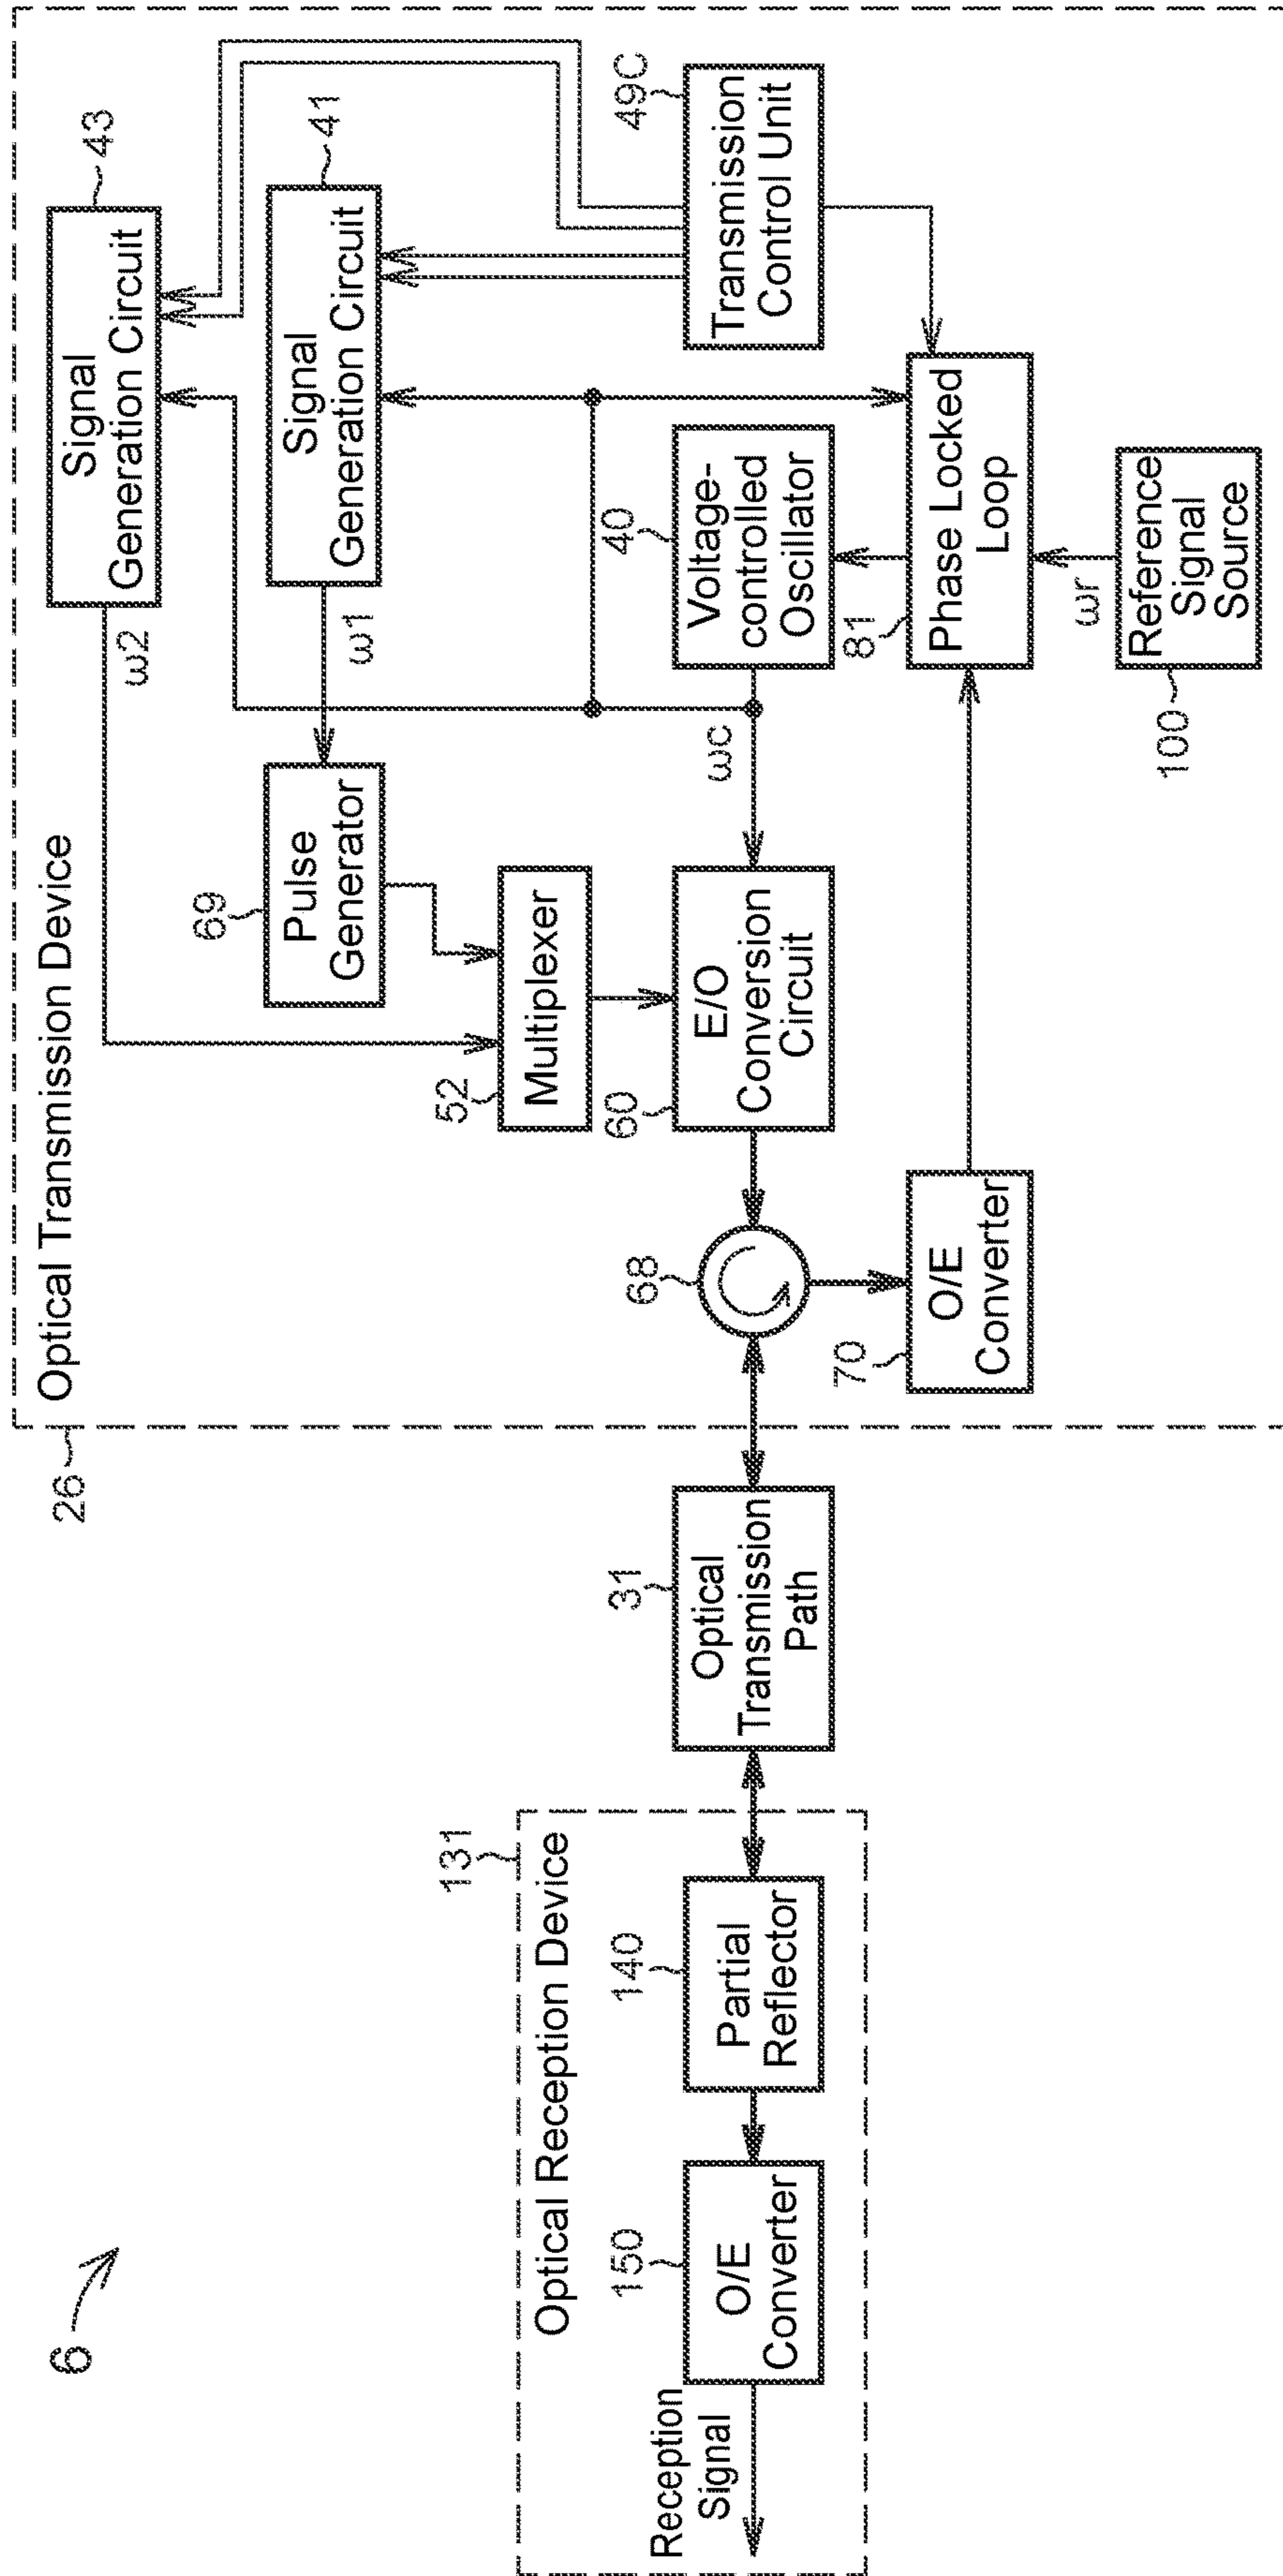 6
Optical Transmission Device
26
Signal
Generation Circuit
43
ω2
Signal
Generation Circuit
41
ω1
Pulse
Generator
69
Multiplexer
52
Transmission
Control Unit
49C
Voltage-
controlled
Oscillator
40
ωc
E/O
Conversion
Circuit
60
68
Phase Locked
Loop
81
ωr
Reference
Signal
Source
100
O/E
Converter
70
Optical
Transmission
Path
31
131
Optical Reception Device
Partial
Reflector
140
O/E
Converter
150
Reception
Signal